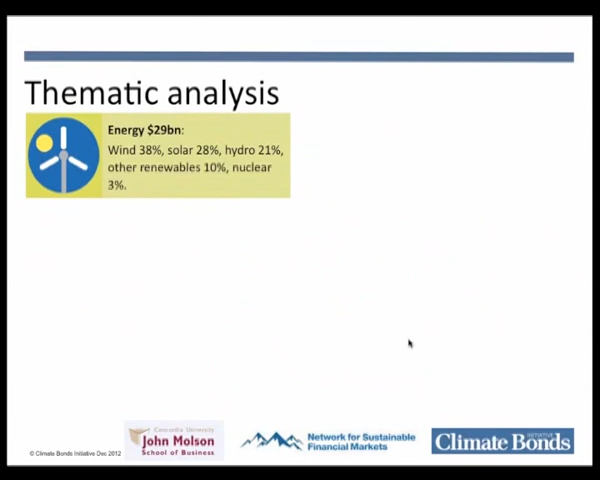 Thematic analysis
Energy $29bn:
Wind 38%, solar 28%, hydro 21%,
other renewables 10%, nuclear
3%.
© Climate Bonds Initiative Dec 2012
Concordia University
John Molson
School of Business
Network for Sustainable
Financial Markets
INITIATIVE
Climate Bonds